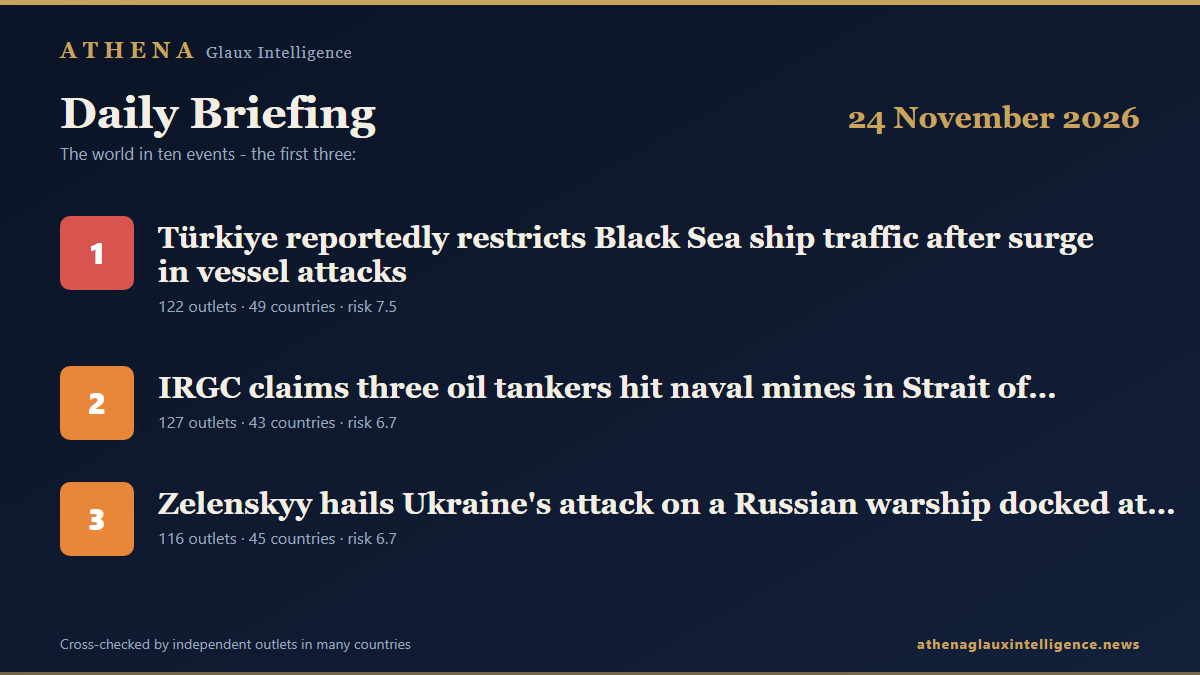 ATHENA Glaux Intelligence
Daily Briefing
24 November 2026
The world in ten events - the first three:
1
Türkiye reportedly restricts Black Sea ship traffic after surge
in vessel attacks
122 outlets · 49 countries · risk 7.5
2
IRGC claims three oil tankers hit naval mines in Strait of...
127 outlets · 43 countries · risk 6.7
3
Zelenskyy hails Ukraine's attack on a Russian warship docked at...
116 outlets · 45 countries · risk 6.7
Cross-checked by independent outlets in many countries
athenaglauxintelligence.news